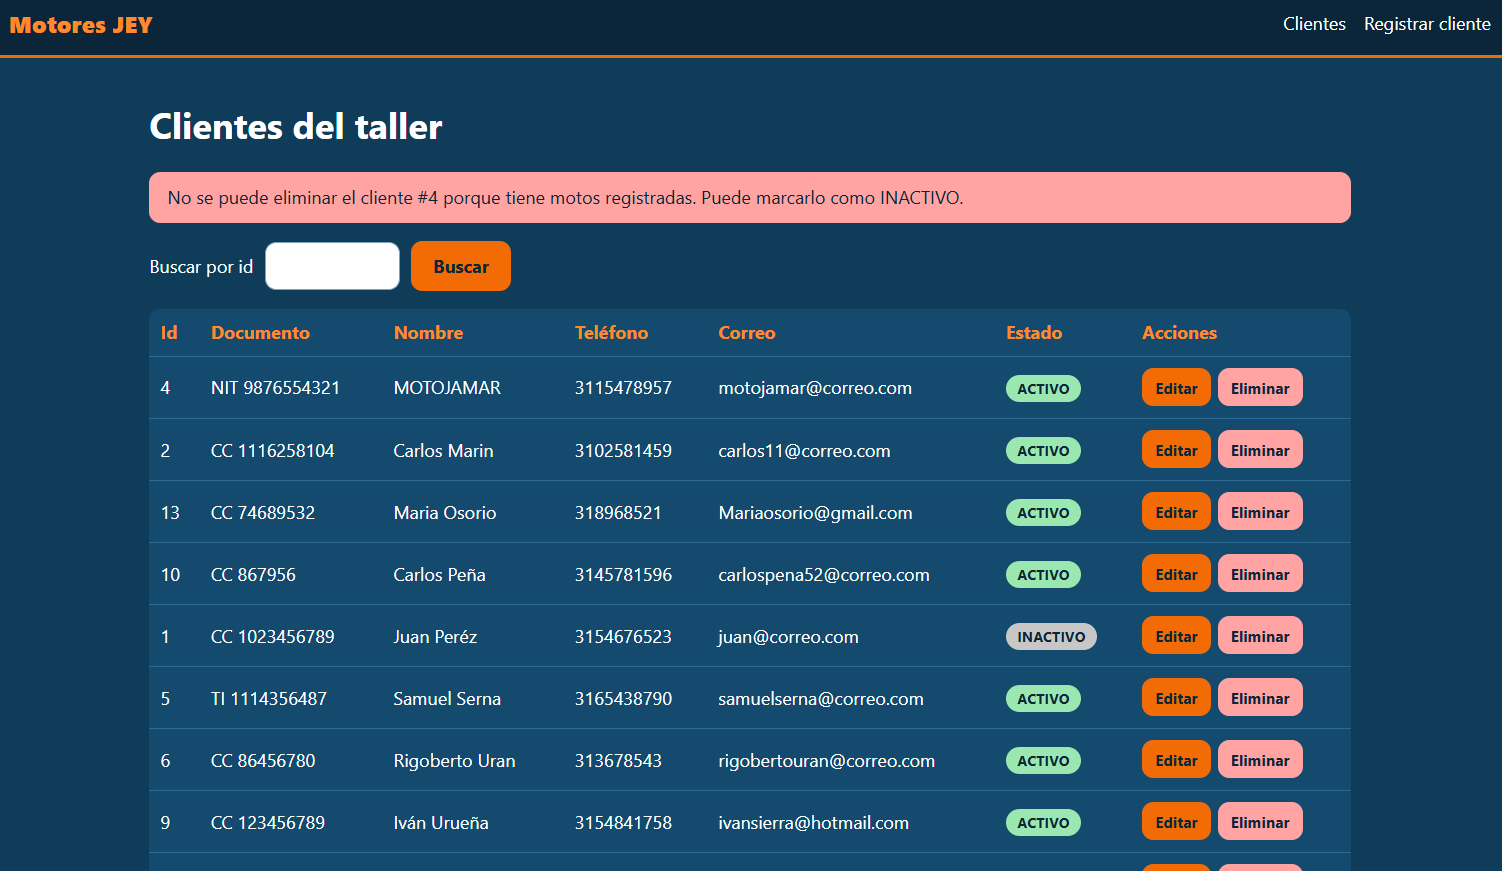 Motores JEY Clientes Registrar cliente
Clientes del taller
No se puede eliminar el cliente #4 porque tiene motos registradas. Puede marcarlo como INACTIVO.
Buscar por id Buscar
Id Documento Nombre Teléfono Correo Estado Acciones
4 NIT 9876554321 MOTOJAMAR 3115478957 motojamar@correo.com ACTIVO Editar Eliminar
2 CC 1116258104 Carlos Marin 3102581459 carlos11@correo.com ACTIVO Editar Eliminar
13 CC 74689532 Maria Osorio 318968521 Mariaosorio@gmail.com ACTIVO Editar Eliminar
10 CC 867956 Carlos Peña 3145781596 carlospena52@correo.com ACTIVO Editar Eliminar
1 CC 1023456789 Juan Peréz 3154676523 juan@correo.com INACTIVO Editar Eliminar
5 TI 1114356487 Samuel Serna 3165438790 samuelserna@correo.com ACTIVO Editar Eliminar
6 CC 86456780 Rigoberto Uran 313678543 rigobertouran@correo.com ACTIVO Editar Eliminar
9 CC 123456789 Iván Urueña 3154841758 ivansierra@hotmail.com ACTIVO Editar Eliminar